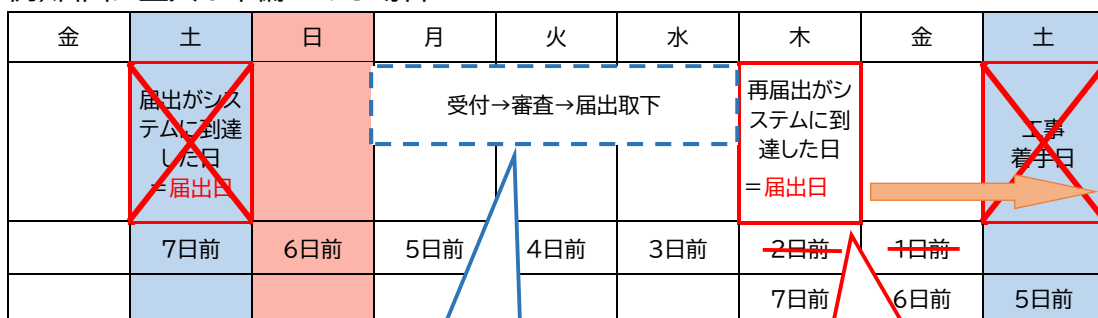 金 土 日 月 火 水 木 金 土
届出がシス
テムに到達
した日
=届出日
受付→審査→届出取下
再届出がシ
ステムに到
達した日
=届出日
工事
着手日
7日前 6日前 5日前 4日前 3日前 2日前 1日前
7日前 6日前 5日前